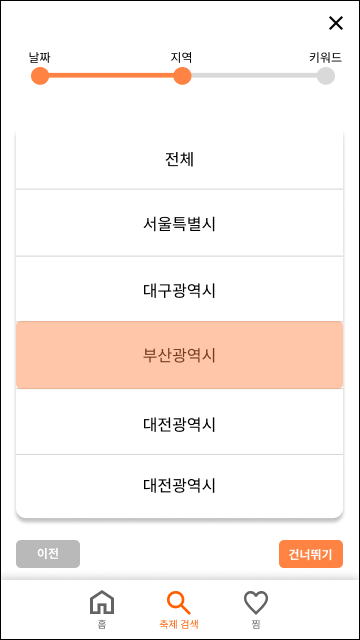 날짜 지역 키워드
전체
서울특별시
대구광역시
부산광역시
대전광역시
대전광역시
이전 건너뛰기
홈 축제 검색 찜